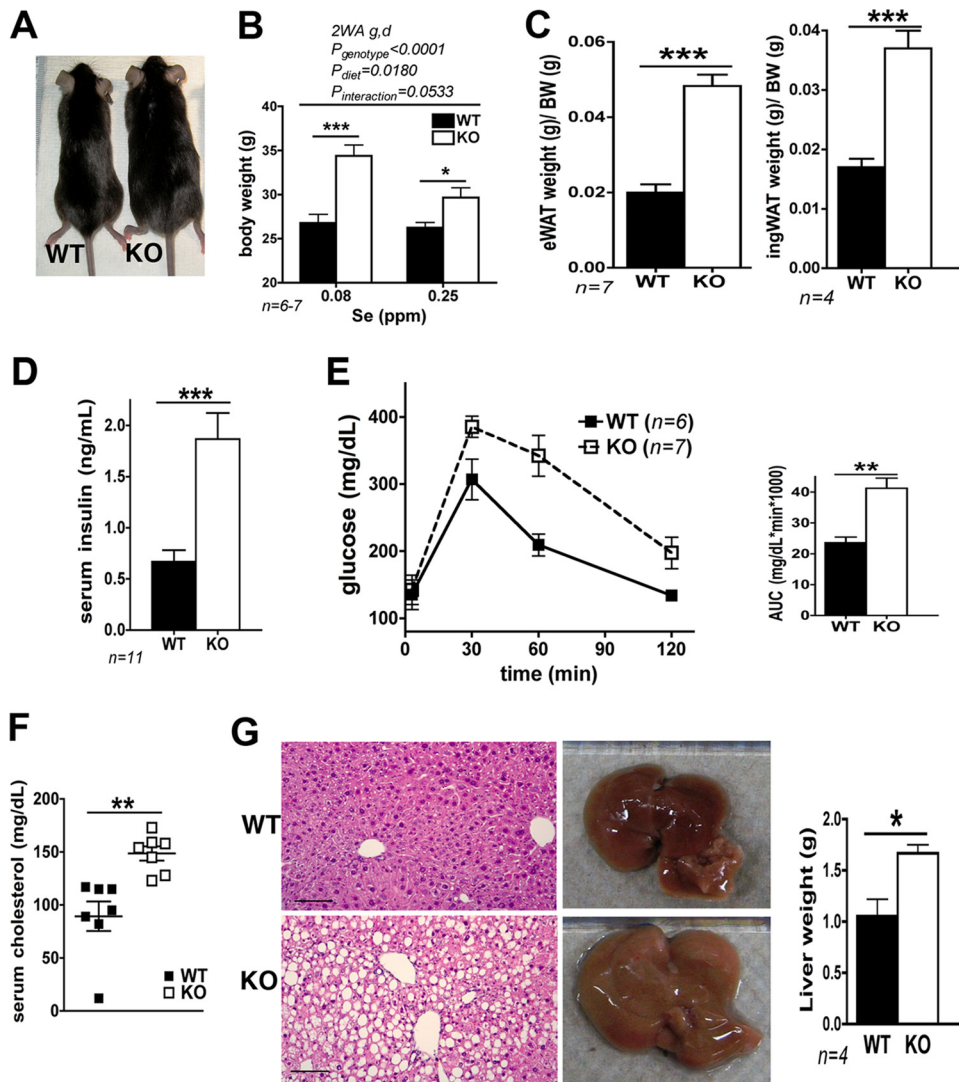 A
WT
KO
B
2WA g,d
Pgenotype<0.0001
Pdiet=0.0180
Pinteraction=0.0533
WT
KO
***
*
body weight (g)
40
35
30
25
20
0.08
0.25
n=6-7
Se (ppm)
C
***
eWAT weight (g)/ BW (g)
0.06
0.04
0.02
0.00
WT
KO
n=7
***
ingWAT weight (g)/ BW (g)
0.04
0.03
0.02
0.01
0.00
WT
KO
n=4
D
***
serum insulin (ng/mL)
2.0
1.5
1.0
0.5
0.0
WT
KO
n=11
E
WT (n=6)
KO (n=7)
glucose (mg/dL)
400
300
200
100
0
30
60
90
120
time (min)
**
AUC (mg/dL*min*1000)
40
20
0
WT
KO
F
**
serum cholesterol (mg/dL)
200
150
100
50
0
WT
KO
G
WT
KO
*
Liver weight (g)
2.0
1.5
1.0
0.5
0.0
WT
KO
n=4